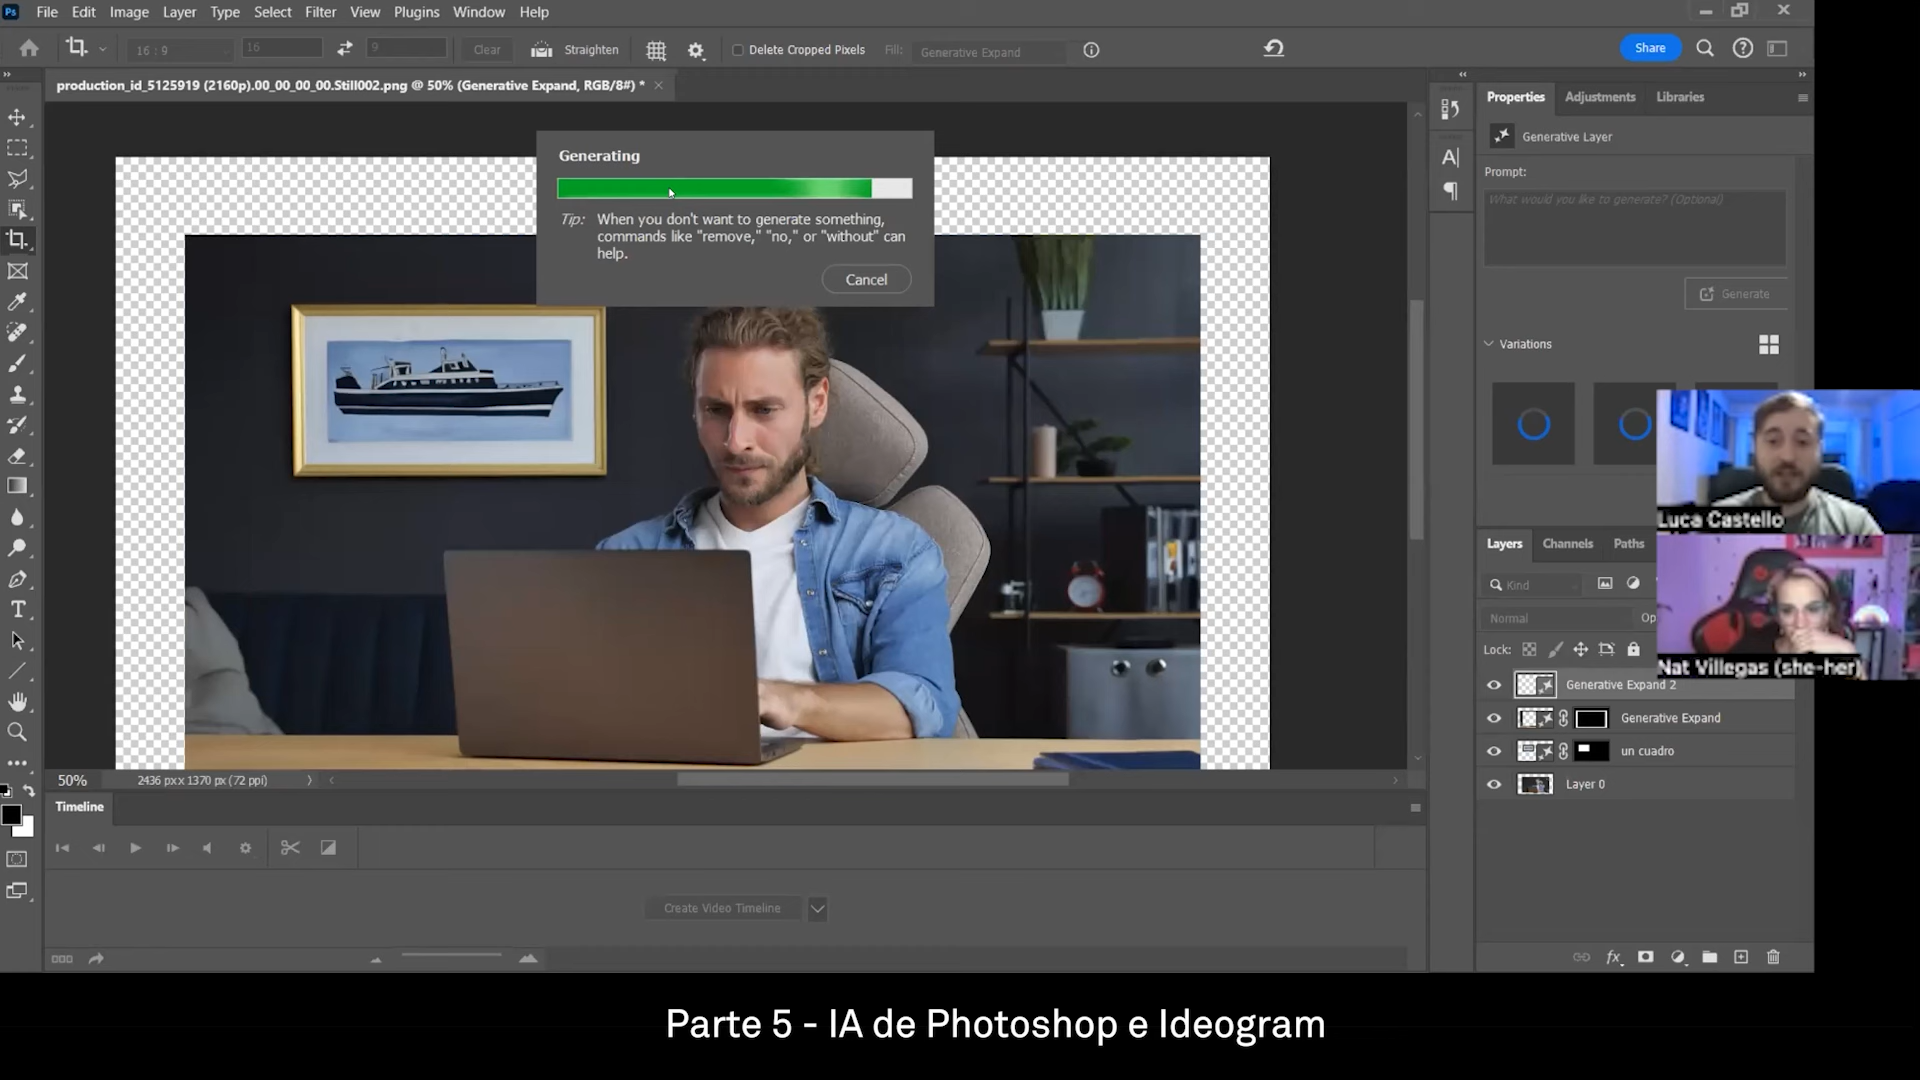 Ps File Edit Image Layer Type Select Filter View Plugins Window Help
16 : 9 16 9 Clear Straighten Delete Cropped Pixels Fill: Generative Expand Share
production_id_5125919 (2160p).00_00_00_00.Still002.png @ 50% (Generative Expand, RGB/8#) *
Generating
Tip: When you don't want to generate something,
commands like "remove," "no," or "without" can
help.
Cancel
Properties Adjustments Libraries
Generative Layer
Prompt:
What would you like to generate? (Optional)
Generate
Variations
Luca Castello
Nat Villegas (she-her)
Layers Channels Paths
Kind
Normal Op
Lock:
Generative Expand 2
Generative Expand
un cuadro
Layer 0
50% 2436 px x 1370 px (72 ppi)
Timeline
Create Video Timeline
Parte 5 - IA de Photoshop e Ideogram